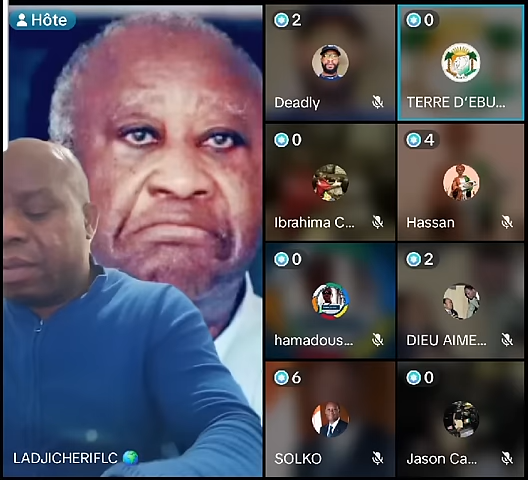 Hôte
LADJICHERIFLC
2
Deadly
0
TERRE D'EBU...
0
Ibrahima C...
4
Hassan
0
hamadous...
2
DIEU AIME...
6
SOLKO
0
Jason Ca...